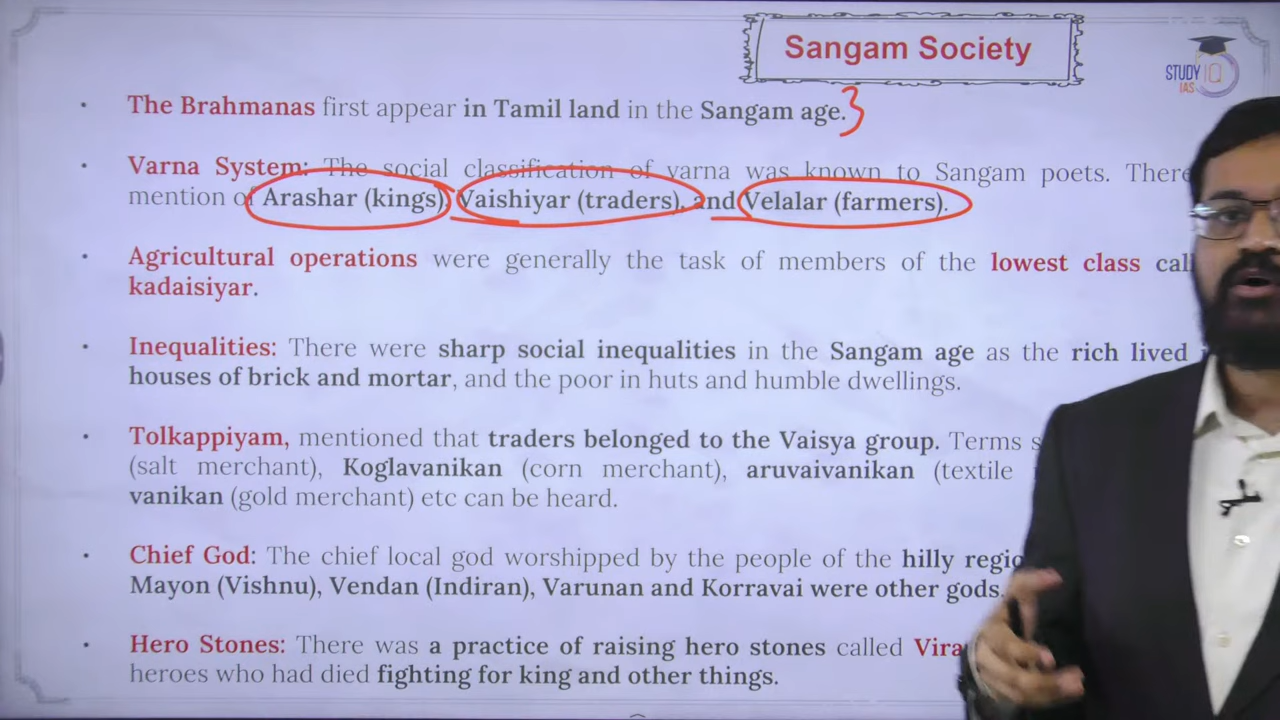 Sangam Society
STUDY IQ
IAS
• The Brahmanas first appear in Tamil land in the Sangam age.
• Varna System: The social classification of varna was known to Sangam poets. There
mention of Arashar (kings), Vaishiyar (traders), and Velalar (farmers).
• Agricultural operations were generally the task of members of the lowest class
kadaisiyar.
• Inequalities: There were sharp social inequalities in the Sangam age as the rich lived
houses of brick and mortar, and the poor in huts and humble dwellings.
• Tolkappiyam, mentioned that traders belonged to the Vaisya group. Terms
(salt merchant), Koglavanikan (corn merchant), aruvaivanikan (textile
vanikan (gold merchant) etc can be heard.
• Chief God: The chief local god worshipped by the people of the hilly
Mayon (Vishnu), Vendan (Indiran), Varunan and Korravai were other gods.
• Hero Stones: There was a practice of raising hero stones called
heroes who had died fighting for king and other things.